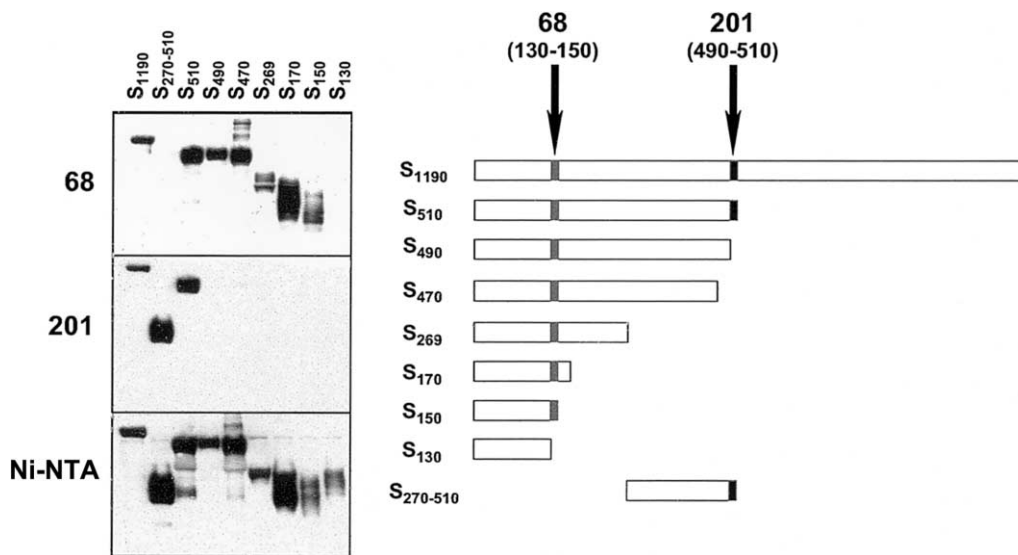 S1190
S270-510
S510
S490
S470
S269
S170
S150
S130
68
201
Ni-NTA
68
(130-150)
201
(490-510)
S1190
S510
S490
S470
S269
S170
S150
S130
S270-510